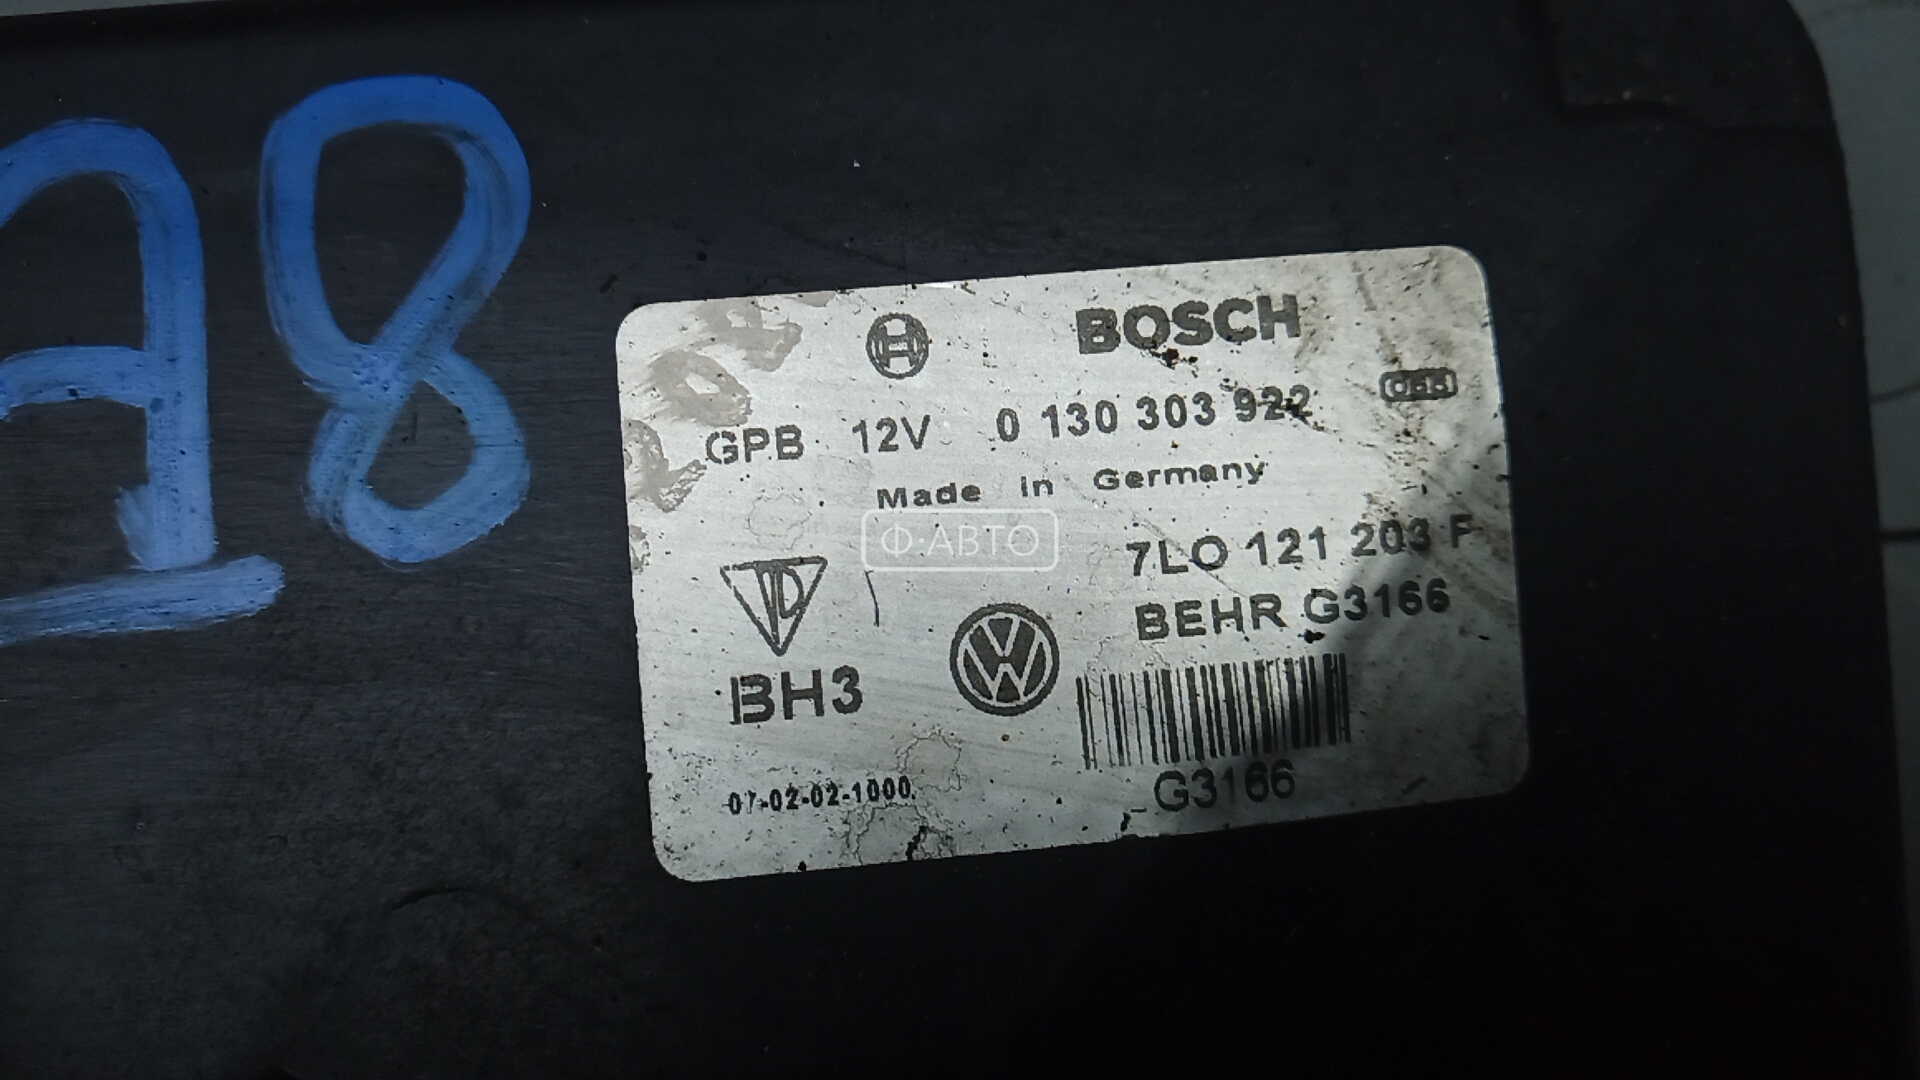 A8
BOSCH
GPB 12V 0 130 303 922
Made in Germany
Ф·АВТО
7LO 121 203 F
BEHR G3166
BH3
07-02-02-1000
G3166